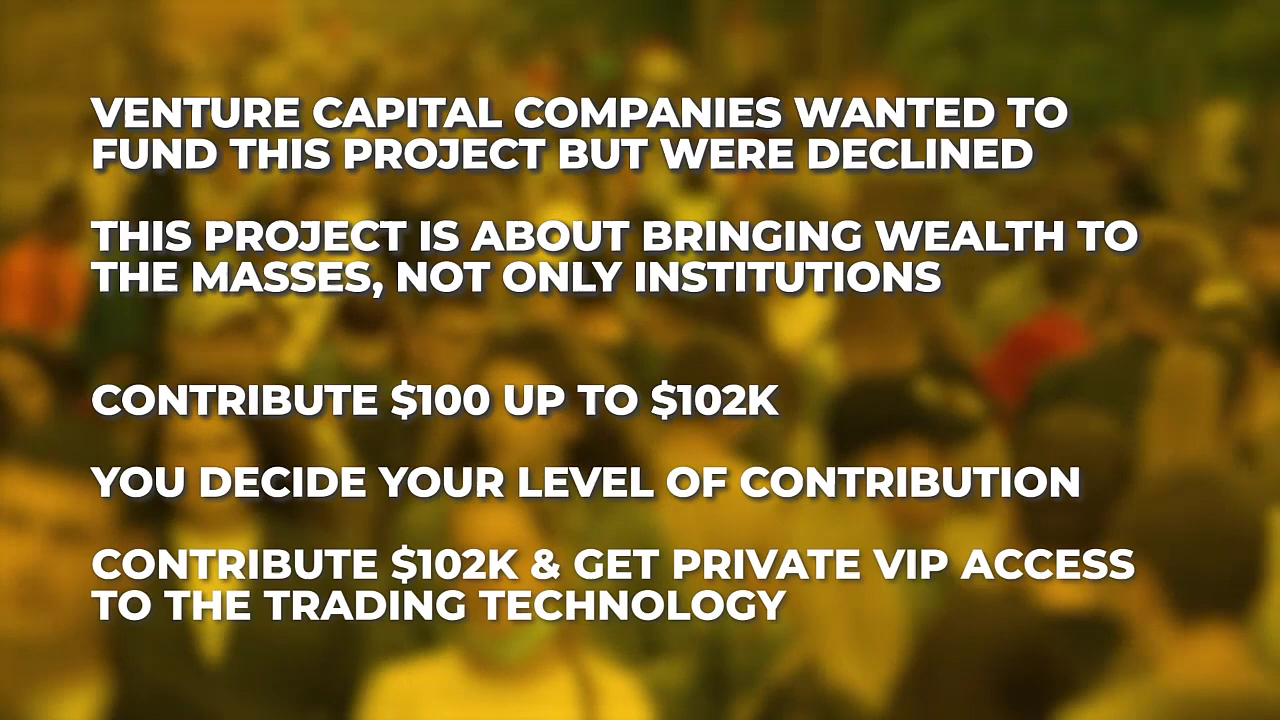 VENTURE CAPITAL COMPANIES WANTED TO
FUND THIS PROJECT BUT WERE DECLINED
THIS PROJECT IS ABOUT BRINGING WEALTH TO
THE MASSES, NOT ONLY INSTITUTIONS
CONTRIBUTE $100 UP TO $102K
YOU DECIDE YOUR LEVEL OF CONTRIBUTION
CONTRIBUTE $102K & GET PRIVATE VIP ACCESS
TO THE TRADING TECHNOLOGY